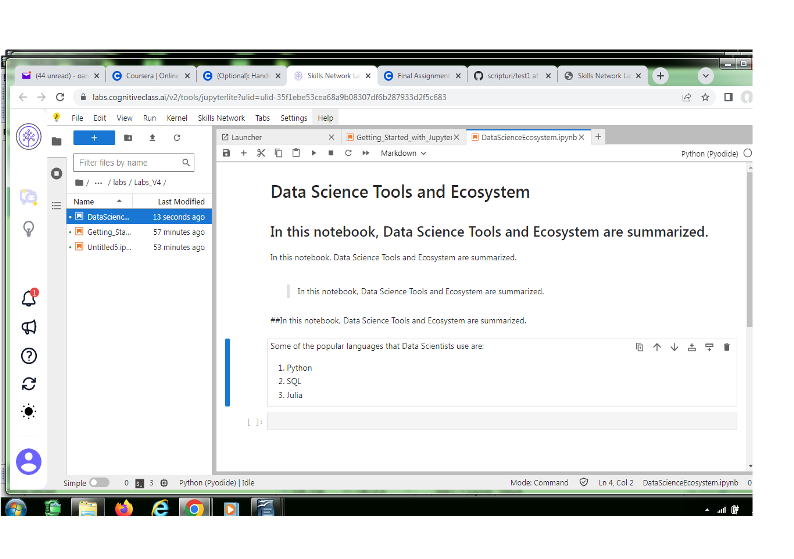 (44 unread) - oa
Coursera | Online
(Optional): Hand
Skills Network La
Final Assignment
scripturi/test1 at
Skills Network La
labs.cognitiveclass.ai/v2/tools/jupyterlite?ulid=ulid-35f1ebe53cea68a9b08307df6b287933d2f5c683
File Edit View Run Kernel Skills Network Tabs Settings Help
Launcher
Getting_Started_with_Jupyter
DataScienceEcosystem.ipynb
Markdown
Python (Pyodide)
Filter files by name
/ ... / labs / Labs_V4 /
Name Last Modified
DataScienc... 13 seconds ago
Getting_Sta... 57 minutes ago
Untitled5.ip... 53 minutes ago
Data Science Tools and Ecosystem
In this notebook, Data Science Tools and Ecosystem are summarized.
In this notebook, Data Science Tools and Ecosystem are summarized.
In this notebook, Data Science Tools and Ecosystem are summarized.
##In this notebook, Data Science Tools and Ecosystem are summarized.
Some of the popular languages that Data Scientists use are:
1. Python
2. SQL
3. Julia
[ ]:
1
Simple 0 3 Python (Pyodide) | Idle Mode: Command Ln 4, Col 2 DataScienceEcosystem.ipynb 0